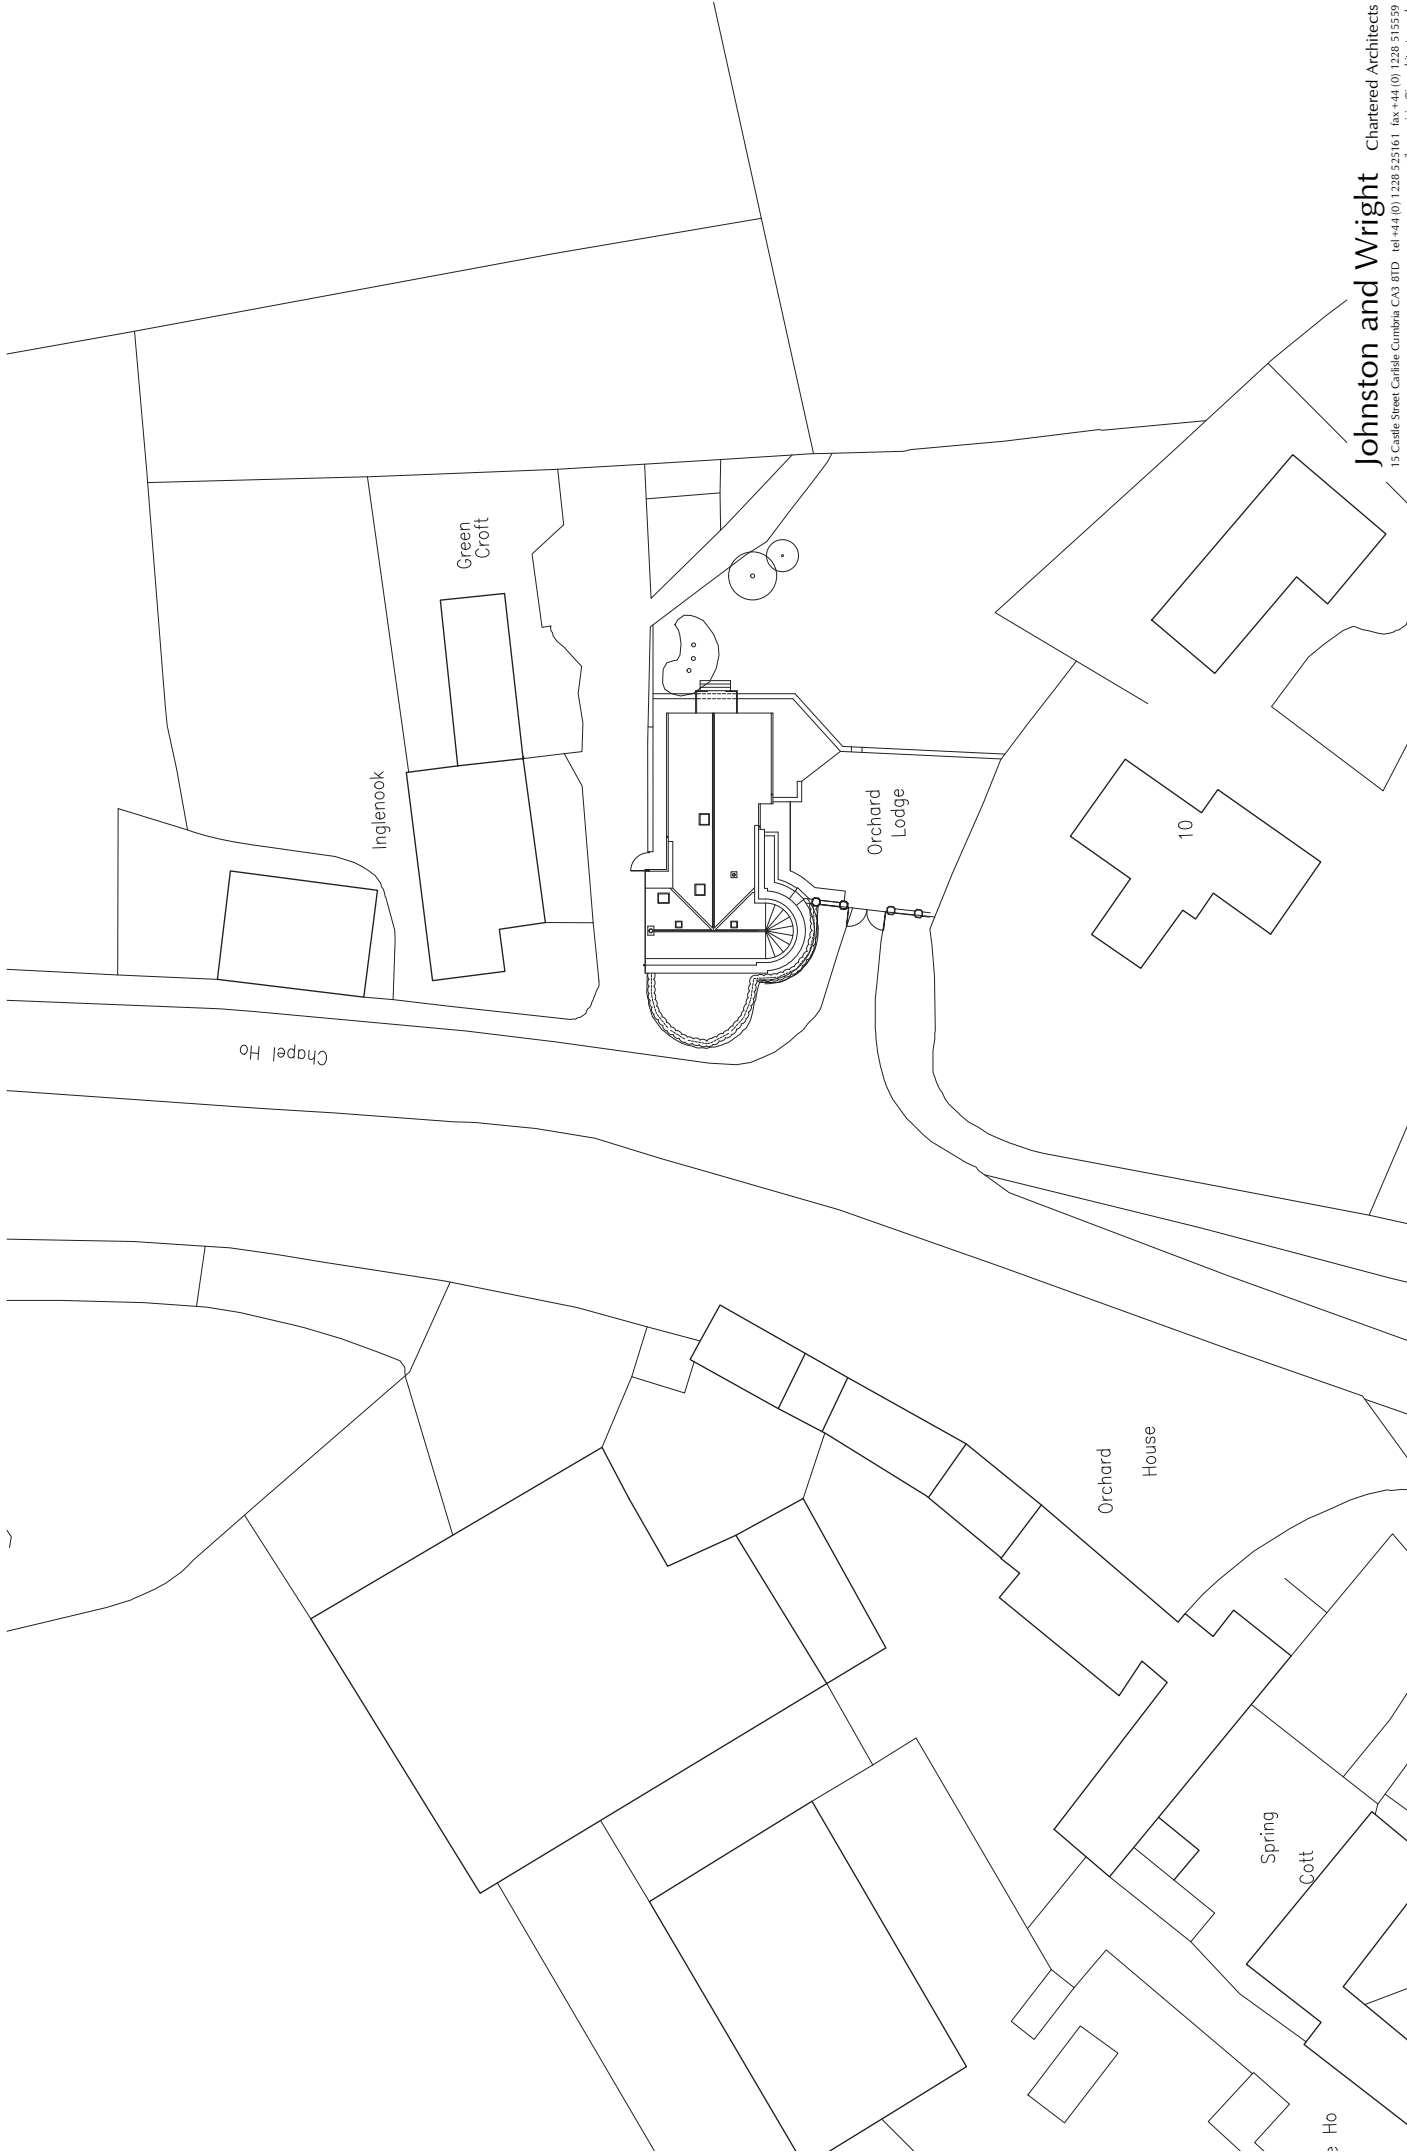 Johnston and Wright Chartered Architects
15 Castle Street Carlisle Cumbria CA3 8TD tel +44 (0) 1228 525161 fax +44 (0) 1228 515559
Green
Croft
Inglenook
Orchard
Lodge
10
Chapel Ho
Orchard
House
Spring
Cott
Ho